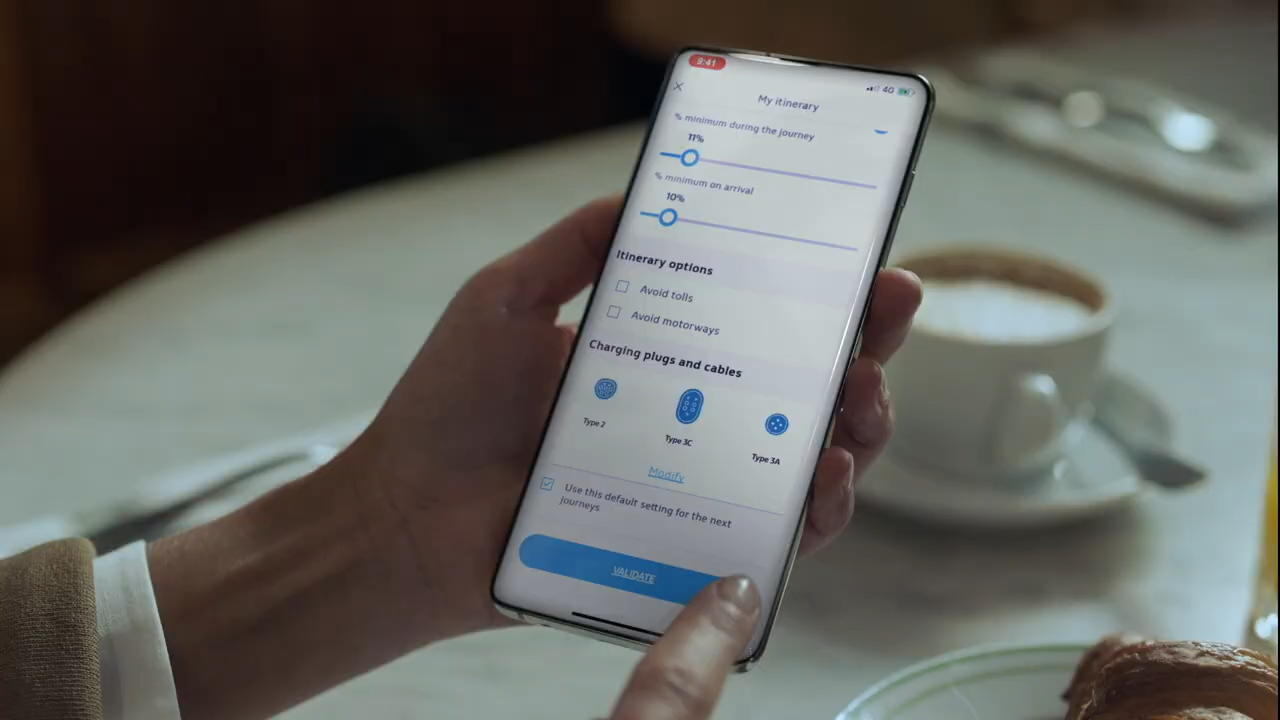 9:41
4G
My itinerary
% minimum during the journey
11%
% minimum on arrival
10%
Itinerary options
Avoid tolls
Avoid motorways
Charging plugs and cables
Type 2
Type 3C
Type 3A
Modify
Use this default setting for the next
journeys
VALIDATE